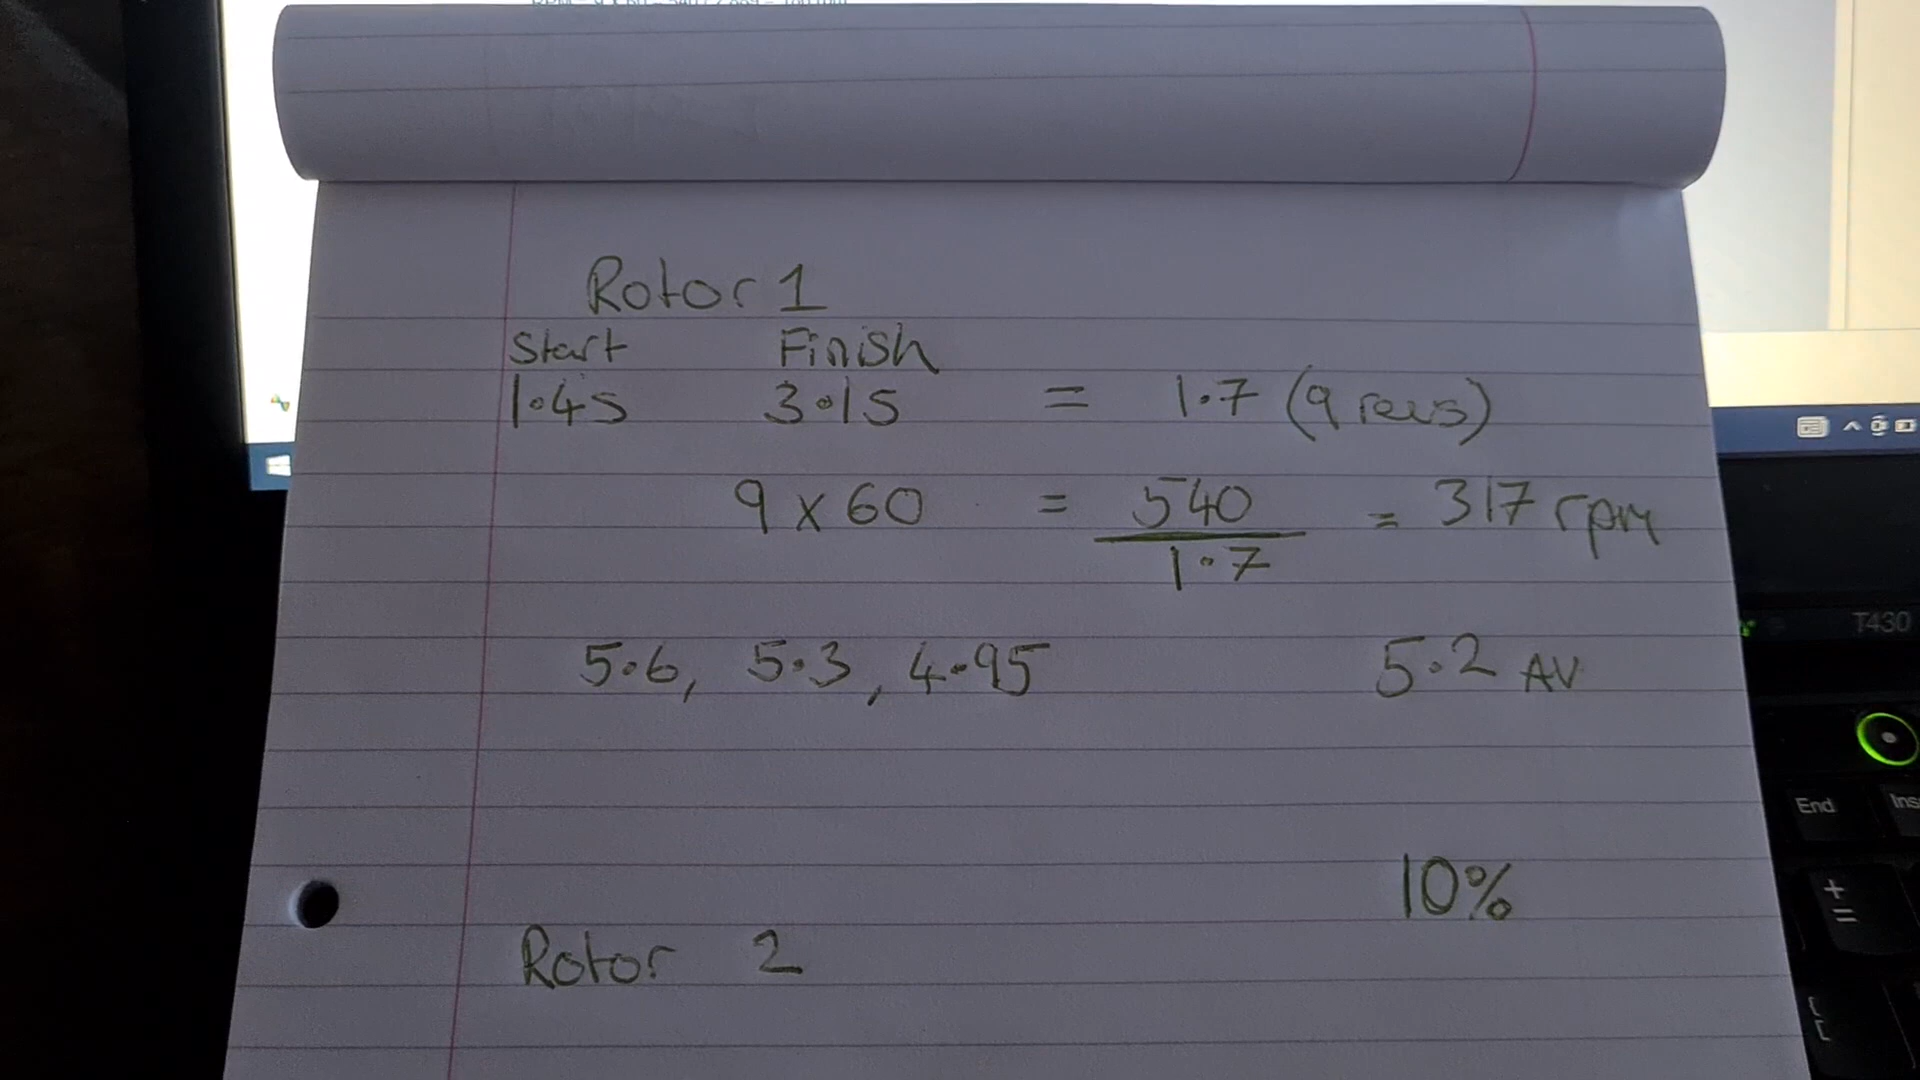 Rotor 1
Start Finish
1.45 3.15 = 1.7 (9 revs)
9 x 60 = 540 / 1.7 = 317 rpm
5.6, 5.3, 4.95 5.2 AV
10%
Rotor 2
T430
End Ins
+
=
{
[